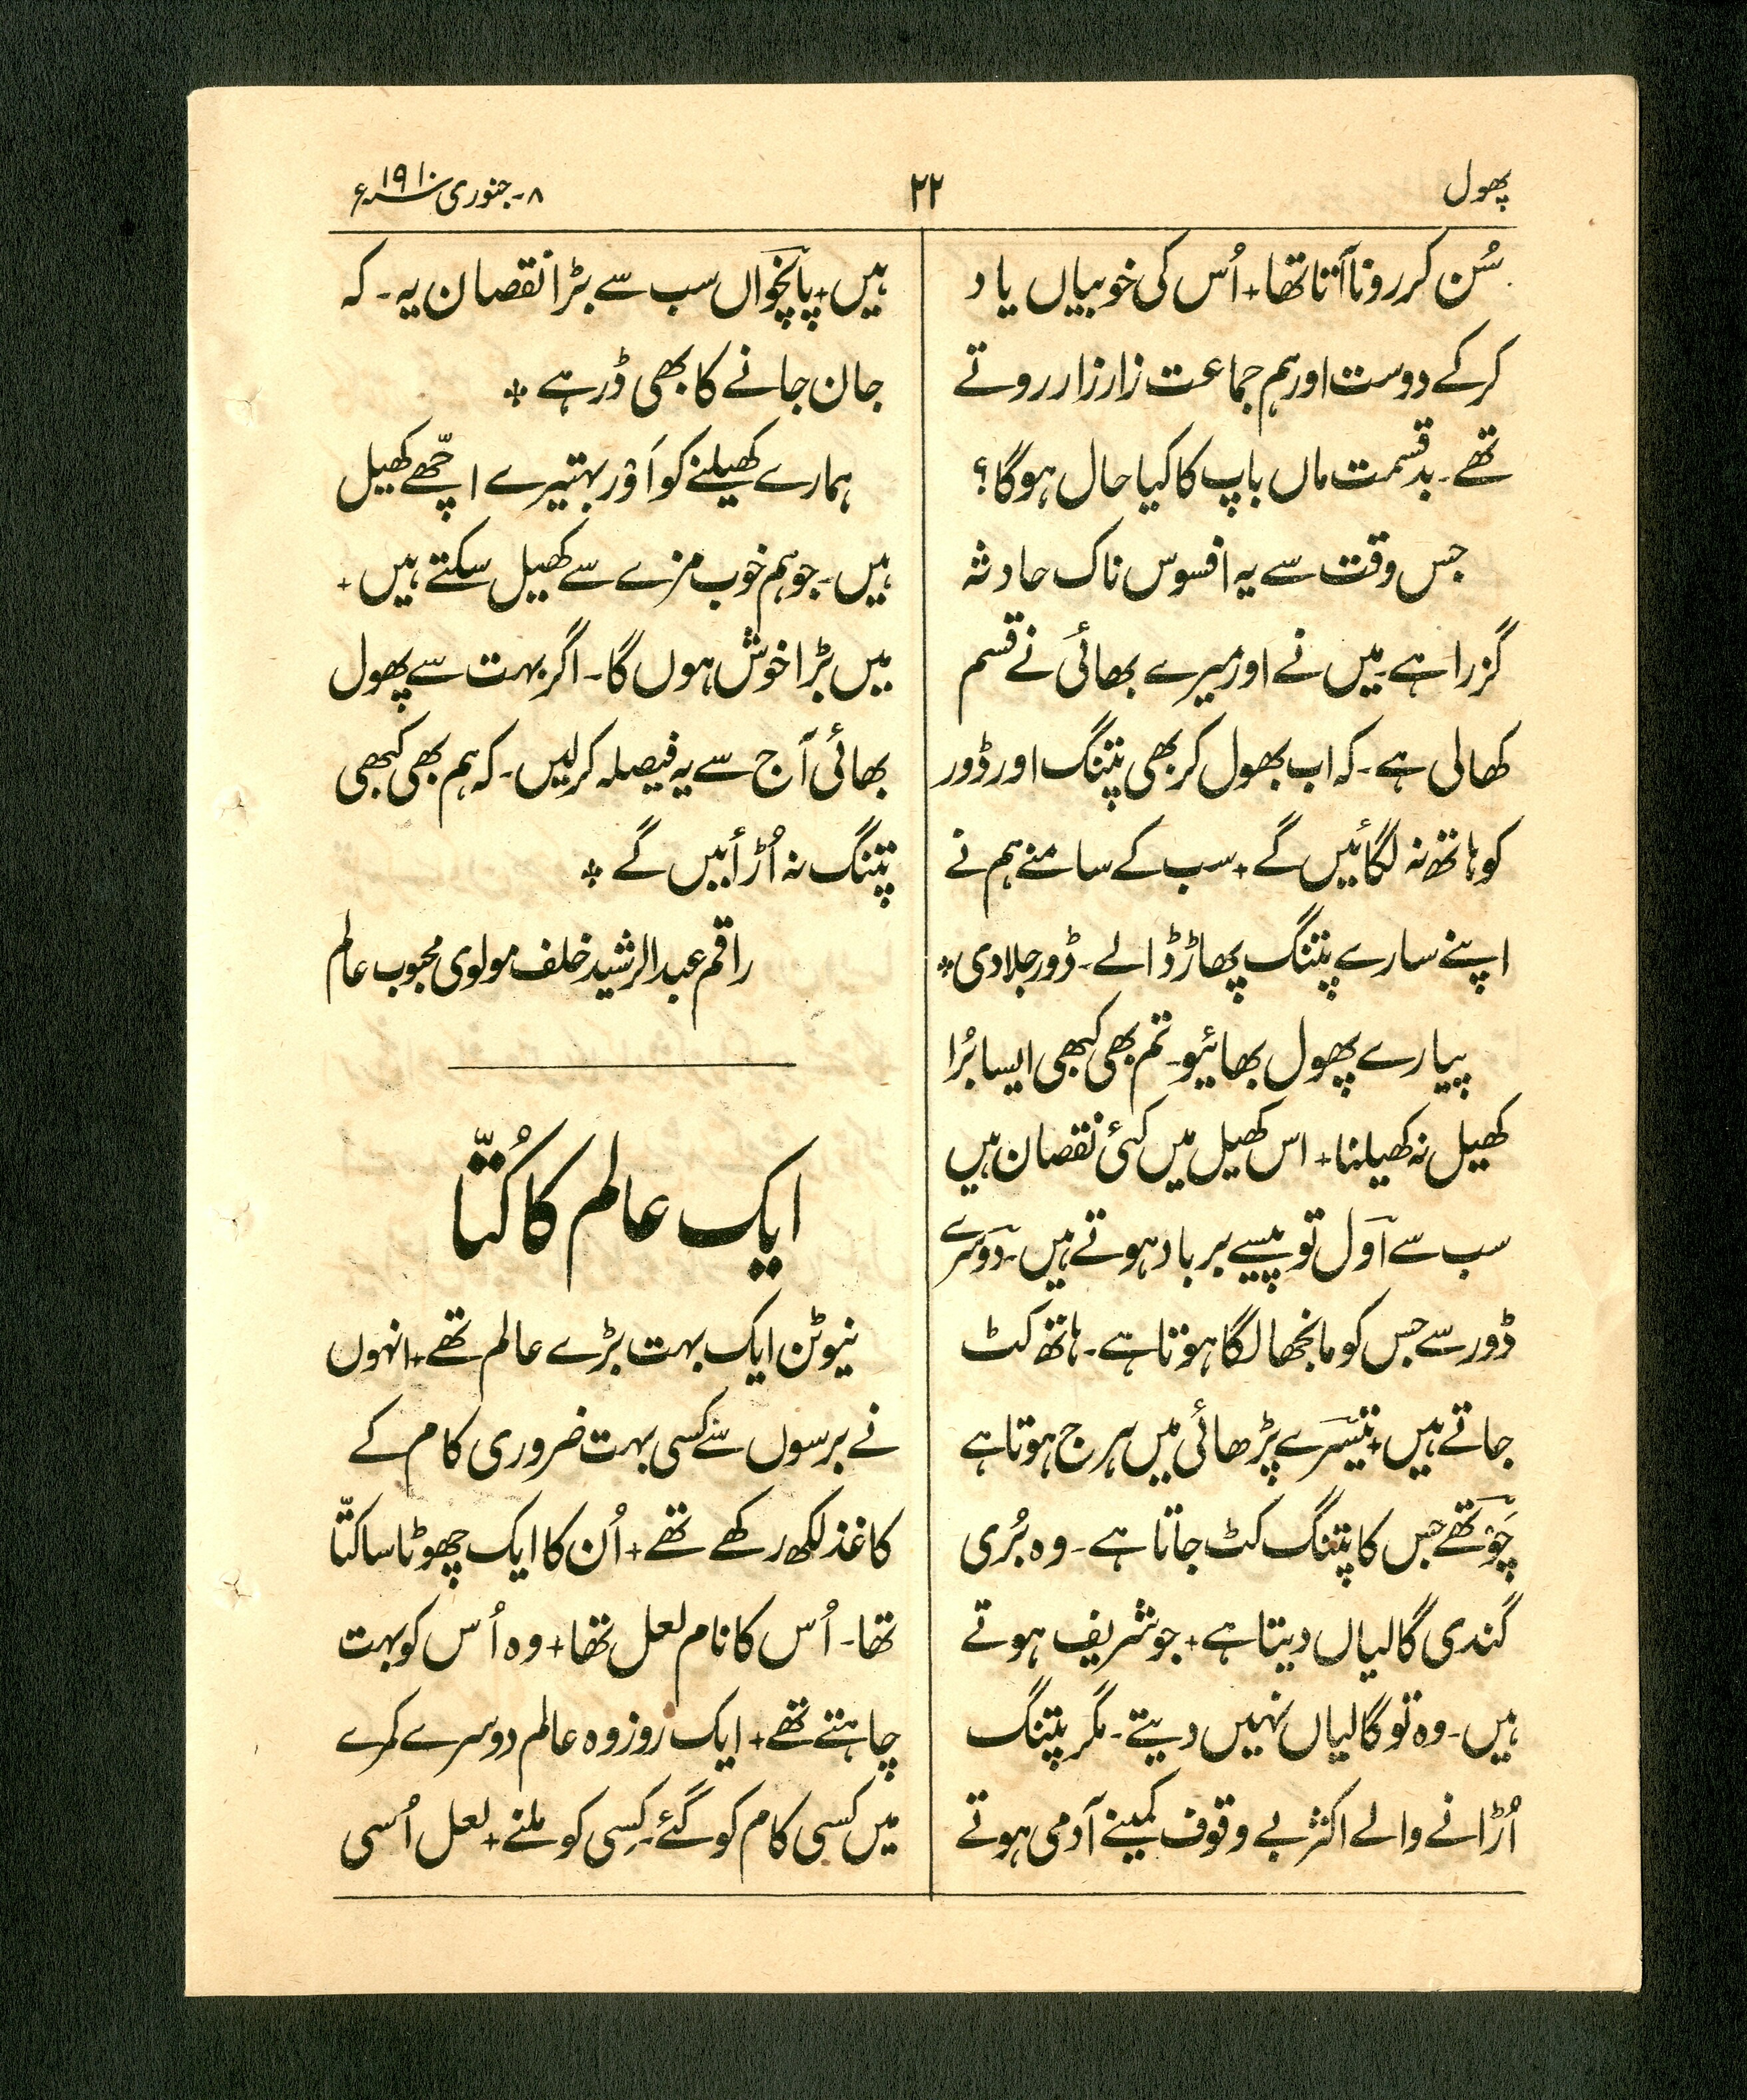 پھول
۲۲
۸-جنوری ۱۹۱۰ء
سُن کر رونا آتا تھا+ اُس کی خوبیاں یاد
کرکے دوست اور ہم جماعت زار زار روتے
تھے۔ بدقسمت ماں باپ کا کیا حال ہوگا؟
جس وقت سے یہ افسوس ناک حادثہ
گزرا ہے۔ میں نے اور میرے بھائی نے قسم
کھالی ہے۔ کہ اب بھول کر بھی پتنگ اور ڈور
کو ہاتھ نہ لگائیں گے+ سب کے سامنے ہم نے
اپنے سارے پتنگ پھاڑ ڈالے۔ ڈور جلادی٭
پیارے پھول بھائیو۔ تم بھی کبھی ایسا بُرا
کھیل نہ کھیلنا+ اس کھیل میں کئی نقصان ہیں
سب سے اول تو پیسے برباد ہوتے ہیں۔ دوسرے
ڈور سے جس کو مانجھا لگا ہوتا ہے۔ ہاتھ کٹ
جاتے ہیں+ تیسرے پڑھائی میں ہرج ہوتا ہے
چوتھے جس کا پتنگ کٹ جاتا ہے۔ وہ بُری
گندی گالیاں دیتا ہے+ جو شریف ہوتے
ہیں۔ وہ تو گالیاں نہیں دیتے۔ مگر پتنگ
اُڑانے والے اکثر بے وقوف کمینے آدمی ہوتے
ہیں+ پانچواں سب سے بڑا نقصان یہ۔ کہ
جان جانے کا بھی ڈر ہے ٭
ہمارے کھیلنے کو اَور بہتیرے اچھّے کھیل
ہیں۔ جو ہم خوب مزے سے کھیل سکتے ہیں+
میں بڑا خوش ہوں گا۔ اگر بہت سے پھول
بھائی آج سے یہ فیصلہ کرلیں۔ کہ ہم بھی کبھی
پتنگ نہ اُڑائیں گے ٭
راقم عبدالرشید خلف مولوی محبوب عالم
ایک عالم کا کُتّا
نیوٹن ایک بہت بڑے عالم تھے+ انہوں
نے برسوں سے کسی بہت ضروری کام کے
کاغذ لکھ رکھے تھے+ اُن کا ایک چھوٹا سا کتّا
تھا۔ اُس کا نام لعل تھا+ وہ اُس کو بہت
چاہتے تھے+ ایک روز وہ عالم دوسرے کمرے
میں کسی کام کو گئے۔ کسی کو ملنے+ لعل اُسی